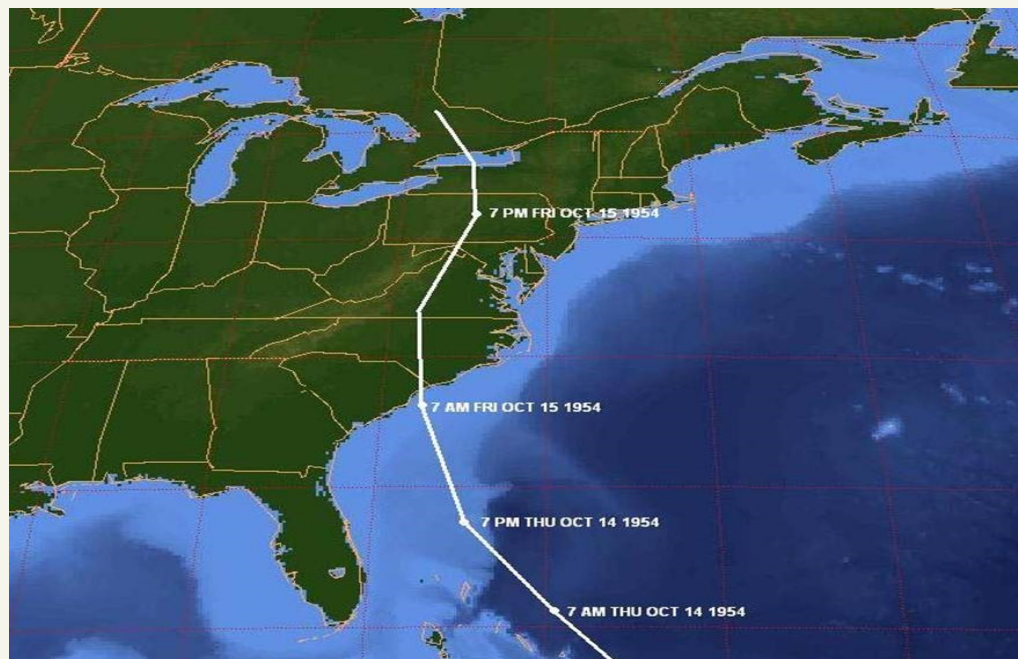 7 PM FRI OCT 15 1954
7 AM FRI OCT 15 1954
7 PM THU OCT 14 1954
7 AM THU OCT 14 1954